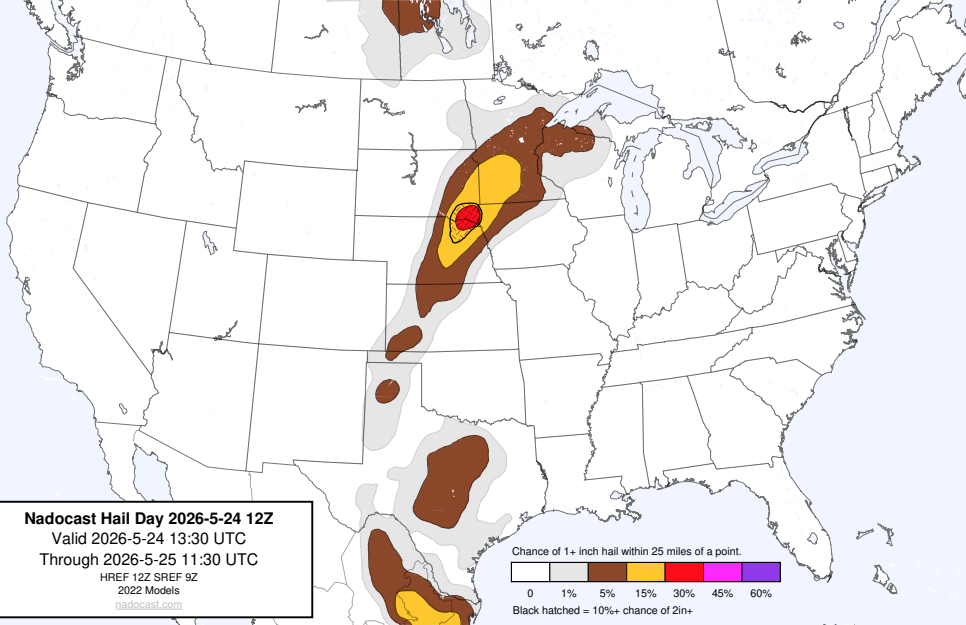 Nadocast Hail Day 2026-5-24 12Z
Valid 2026-5-24 13:30 UTC
Through 2026-5-25 11:30 UTC
HREF 12Z SREF 9Z
2022 Models
nadocast.com
Chance of 1+ inch hail within 25 miles of a point.
0 1% 5% 15% 30% 45% 60%
Black hatched = 10%+ chance of 2in+